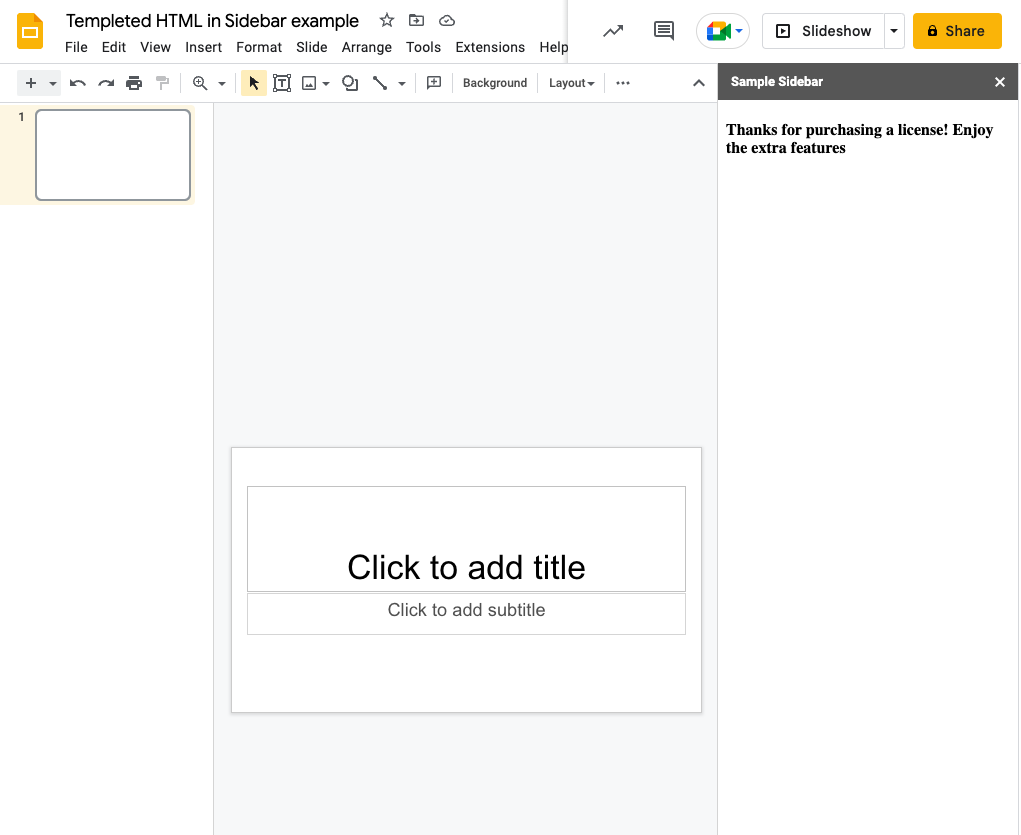 Templeted HTML in Sidebar example
File Edit View Insert Format Slide Arrange Tools Extensions Help
Slideshow
Share
Background Layout
Sample Sidebar
1
Thanks for purchasing a license! Enjoy
the extra features
Click to add title
Click to add subtitle